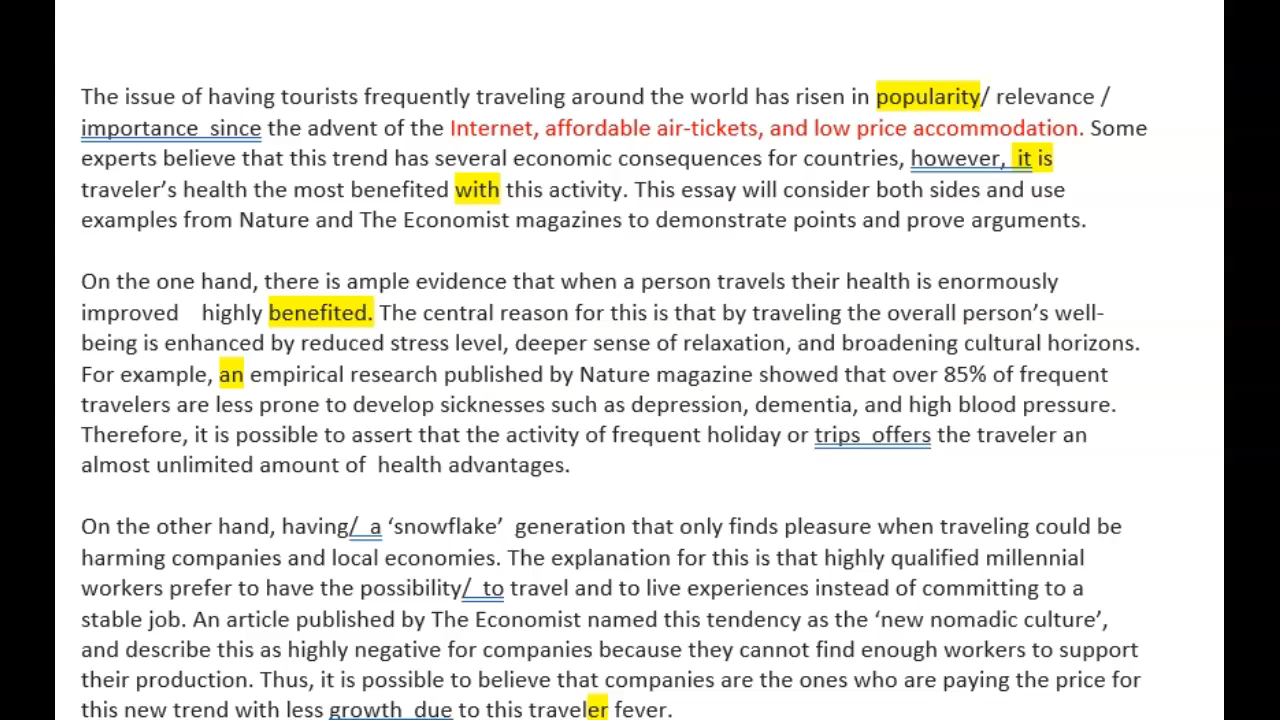 The issue of having tourists frequently traveling around the world has risen in popularity/ relevance /
importance  since the advent of the Internet, affordable air-tickets, and low price accommodation. Some
experts believe that this trend has several economic consequences for countries, however,  it is
traveler’s health the most benefited with this activity. This essay will consider both sides and use
examples from Nature and The Economist magazines to demonstrate points and prove arguments.
On the one hand, there is ample evidence that when a person travels their health is enormously
improved    highly benefited. The central reason for this is that by traveling the overall person’s well-
being is enhanced by reduced stress level, deeper sense of relaxation, and broadening cultural horizons.
For example, an empirical research published by Nature magazine showed that over 85% of frequent
travelers are less prone to develop sicknesses such as depression, dementia, and high blood pressure.
Therefore, it is possible to assert that the activity of frequent holiday or trips  offers the traveler an
almost unlimited amount of  health advantages.
On the other hand, having/  a ‘snowflake’  generation that only finds pleasure when traveling could be
harming companies and local economies. The explanation for this is that highly qualified millennial
workers prefer to have the possibility/  to travel and to live experiences instead of committing to a
stable job. An article published by The Economist named this tendency as the ‘new nomadic culture’,
and describe this as highly negative for companies because they cannot find enough workers to support
their production. Thus, it is possible to believe that companies are the ones who are paying the price for
this new trend with less growth  due to this traveler fever.